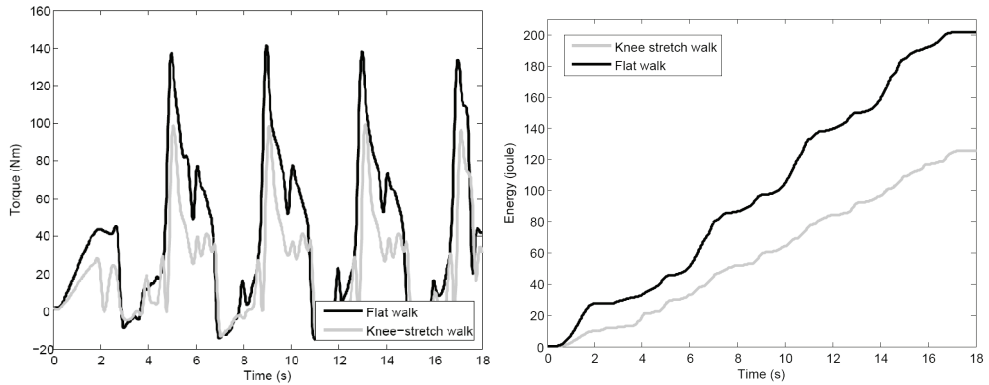 160
140
120
100
80
60
40
20
0
−20
Torque (Nm)
0 2 4 6 8 10 12 14 16 18
Time (s)
Flat walk
Knee−stretch walk
200
180
160
140
120
100
80
60
40
20
0
Energy (joule)
2 4 6 8 10 12 14 16 18
Time (s)
Knee stretch walk
Flat walk